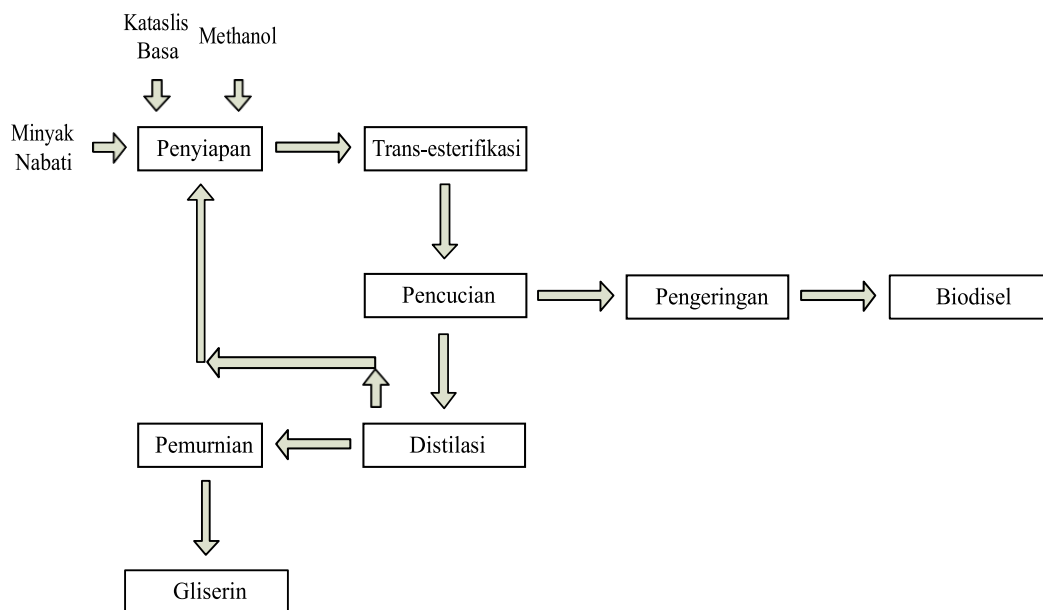 Kataslis
Basa
Methanol
Minyak
Nabati
Penyiapan
Trans-esterifikasi
Pencucian
Pengeringan
Biodisel
Pemurnian
Distilasi
Gliserin